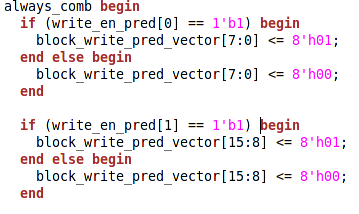 always_comb begin
  if (write_en_pred[0] == 1'b1) begin
    block_write_pred_vector[7:0] <= 8'h01;
  end else begin
    block_write_pred_vector[7:0] <= 8'h00;
  end

  if (write_en_pred[1] == 1'b1) begin
    block_write_pred_vector[15:8] <= 8'h01;
  end else begin
    block_write_pred_vector[15:8] <= 8'h00;
  end